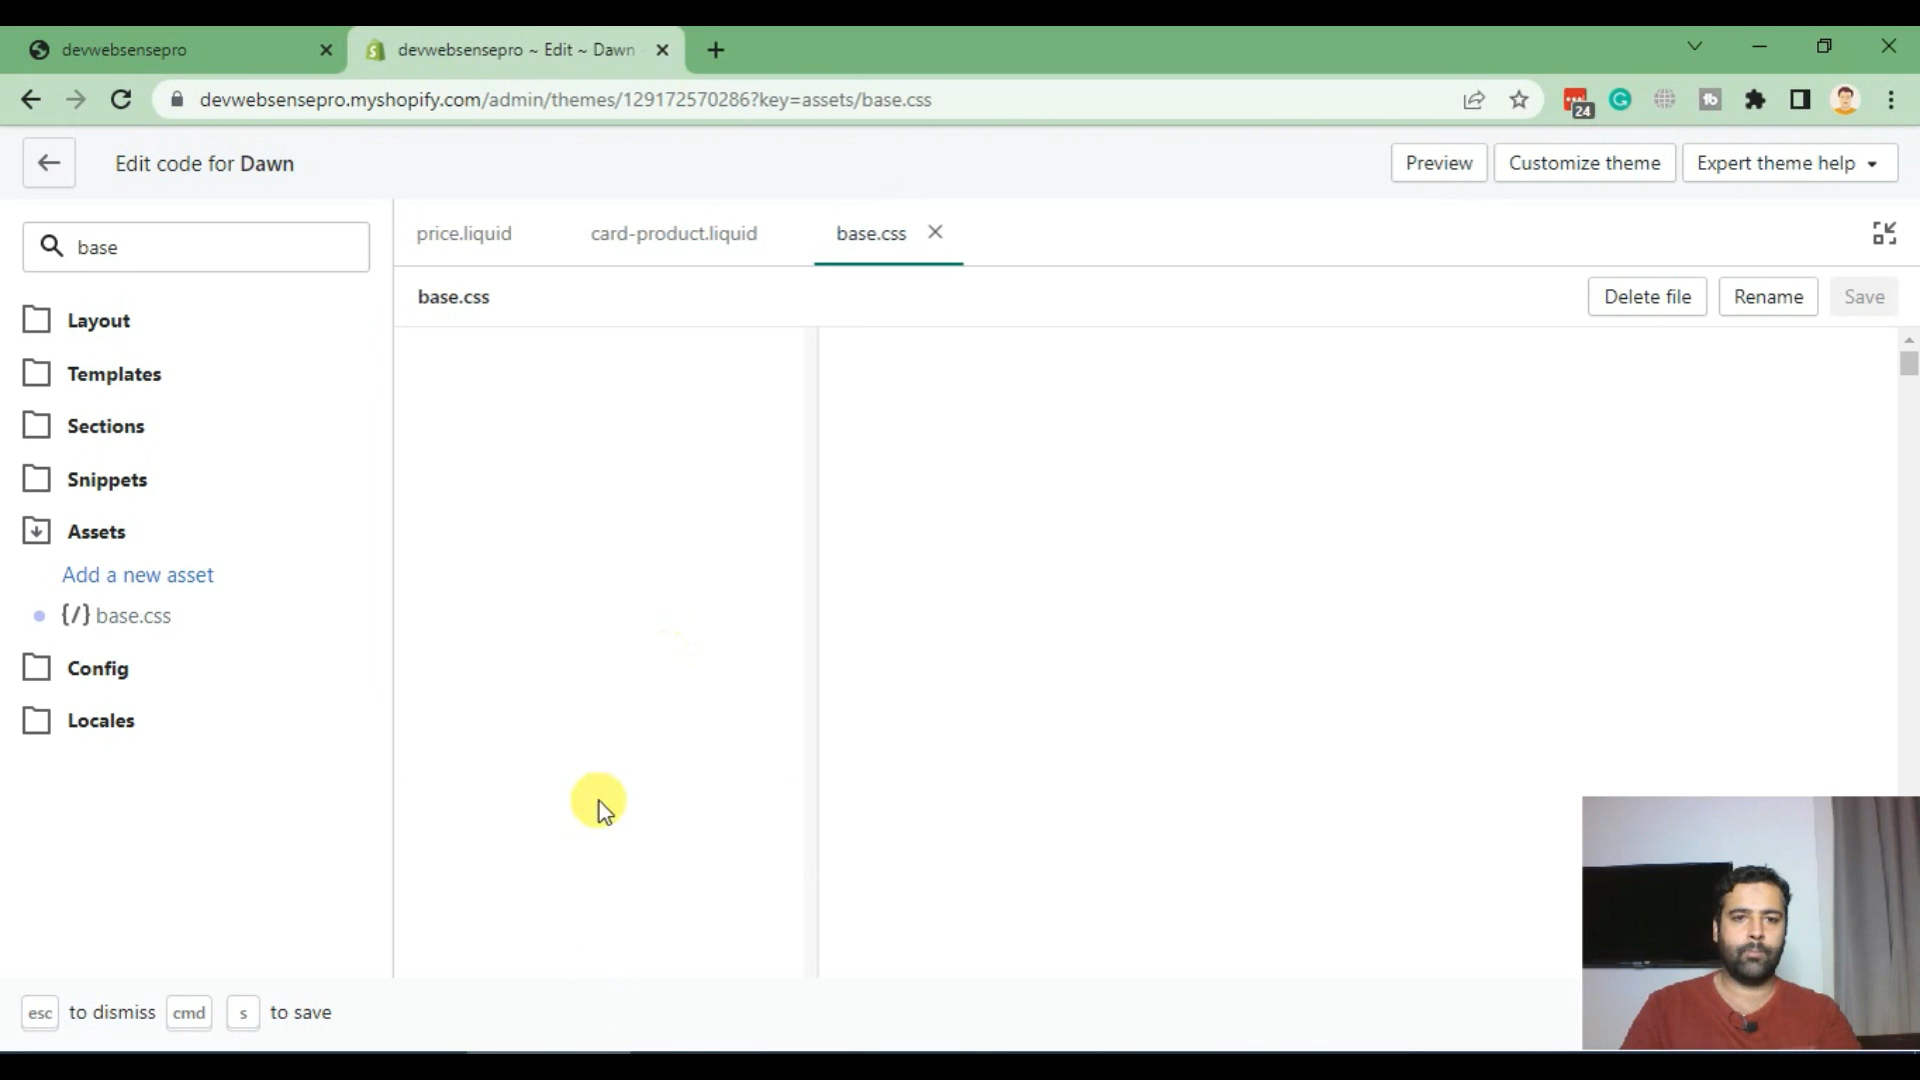 devwebsensepro
devwebsensepro ~ Edit ~ Dawn
devwebsensepro.myshopify.com/admin/themes/129172570286?key=assets/base.css
24
Edit code for Dawn
Preview
Customize theme
Expert theme help
base
price.liquid
card-product.liquid
base.css
base.css
Delete file
Rename
Save
Layout
Templates
Sections
Snippets
Assets
Add a new asset
{/} base.css
Config
Locales
esc to dismiss cmd s to save